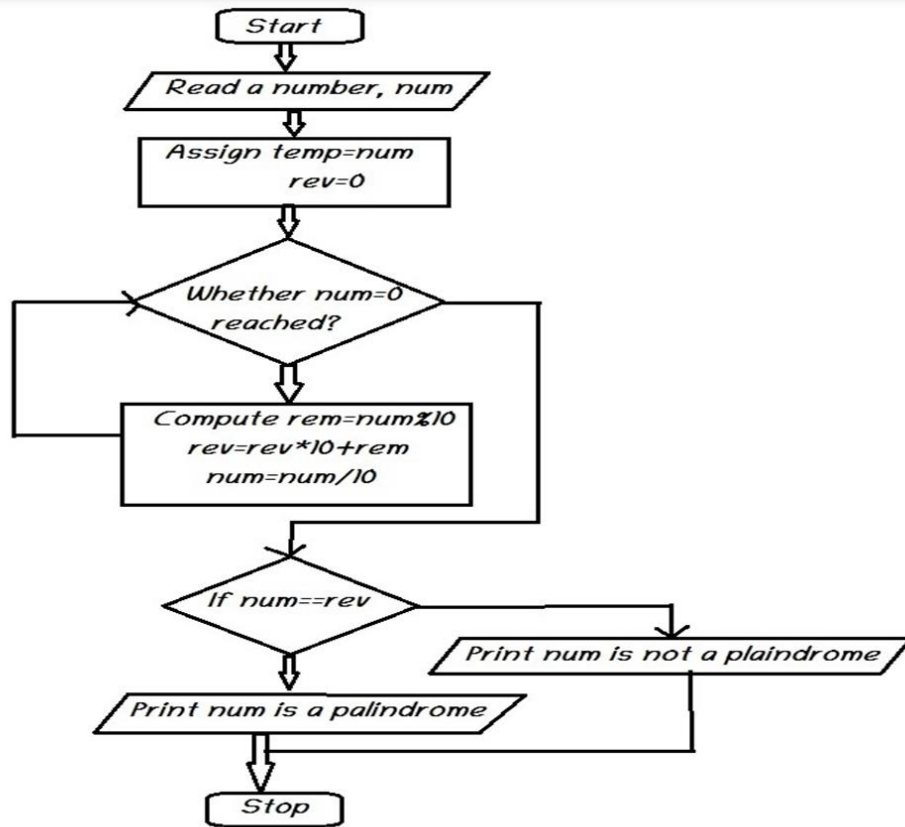 Start
Read a number, num
Assign temp=num
rev=0
Whether num=0
reached?
Compute rem=num%10
rev=rev*10+rem
num=num/10
If num==rev
Print num is not a plaindrome
Print num is a palindrome
Stop